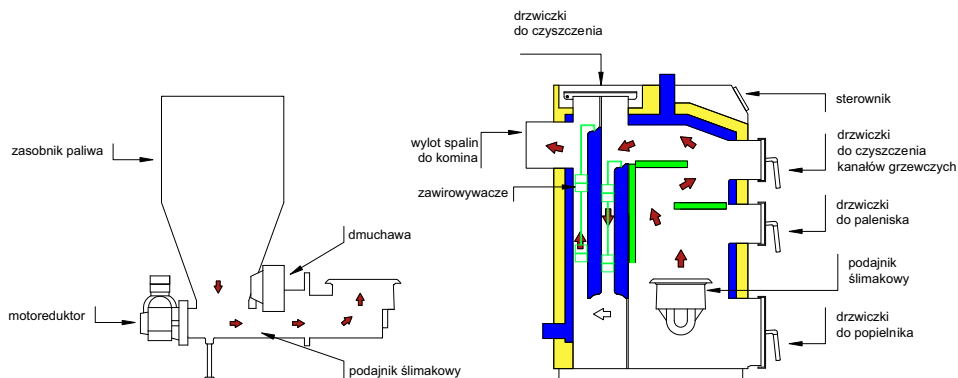 zasobnik paliwa
dmuchawa
motoreduktor
podajnik ślimakowy
drzwiczki
do czyszczenia
sterownik
wylot spalin
do komina
drzwiczki
do czyszczenia
kanałów grzewczych
zawirowywacze
drzwiczki
do paleniska
podajnik
ślimakowy
drzwiczki
do popielnika